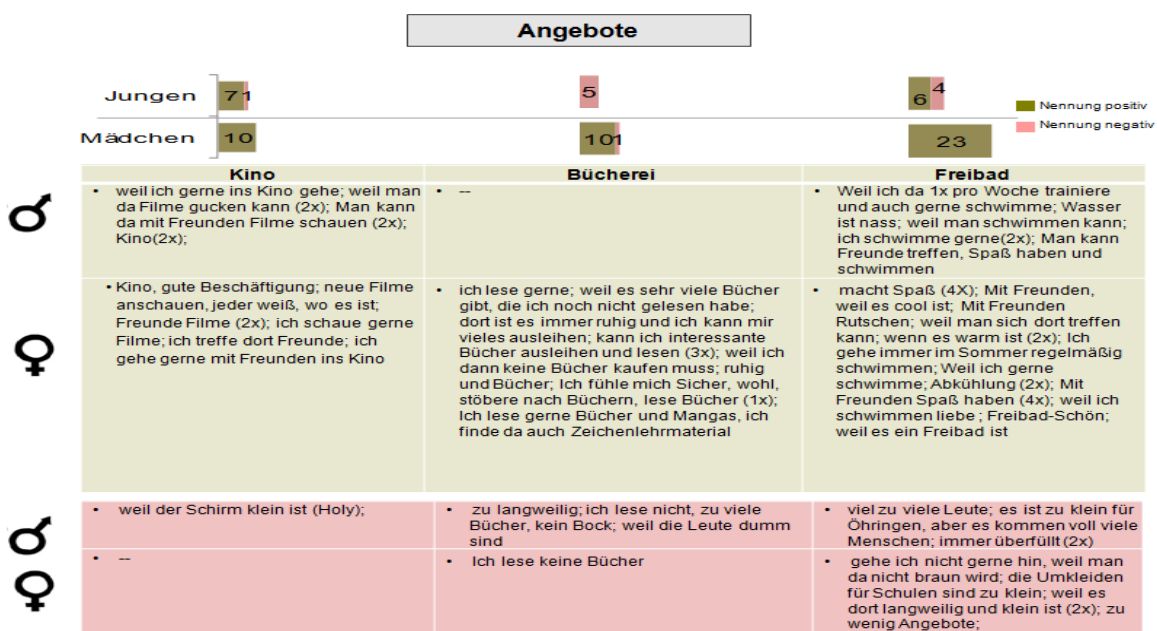 Angebote
Jungen 7 1 5 6 4
Nennung positiv
Nennung negativ
Mädchen 10 10 1 23
Kino Bücherei Freibad
• weil ich gerne ins Kino gehe; weil man
da Filme gucken kann (2x); Man kann
da mit Freunden Filme schauen (2x);
Kino(2x);
• --
• Weil ich da 1x pro Woche trainiere
und auch gerne schwimme; Wasser
ist nass; weil man schwimmen kann;
ich schwimme gerne(2x); Man kann
Freunde treffen, Spaß haben und
schwimmen
• Kino, gute Beschäftigung; neue Filme
anschauen, jeder weiß, wo es ist;
Freunde Filme (2x); ich schaue gerne
Filme; ich treffe dort Freunde; ich
gehe gerne mit Freunden ins Kino
• ich lese gerne; weil es sehr viele Bücher
gibt, die ich noch nicht gelesen habe;
dort ist es immer ruhig und ich kann mir
vieles ausleihen; kann ich interessante
Bücher ausleihen und lesen (3x); weil ich
dann keine Bücher kaufen muss; ruhig
und Bücher; Ich fühle mich Sicher, wohl,
stöbere nach Büchern, lese Bücher (1x);
Ich lese gerne Bücher und Mangas, ich
finde da auch Zeichenlehrmaterial
• macht Spaß (4X); Mit Freunden,
weil es cool ist; Mit Freunden
Rutschen; weil man sich dort treffen
kann; wenn es warm ist (2x); Ich
gehe immer im Sommer regelmäßig
schwimmen; Weil ich gerne
schwimme; Abkühlung (2x); Mit
Freunden Spaß haben (4x); weil ich
schwimmen liebe ; Freibad-Schön;
weil es ein Freibad ist
• weil der Schirm klein ist (Holy);
• zu langweilig; ich lese nicht, zu viele
Bücher, kein Bock; weil die Leute dumm
sind
• viel zu viele Leute; es ist zu klein für
Öhringen, aber es kommen voll viele
Menschen; immer überfüllt (2x)
• --
• Ich lese keine Bücher
• gehe ich nicht gerne hin, weil man
da nicht braun wird; die Umkleiden
für Schulen sind zu klein; weil es
dort langweilig und klein ist (2x); zu
wenig Angebote;